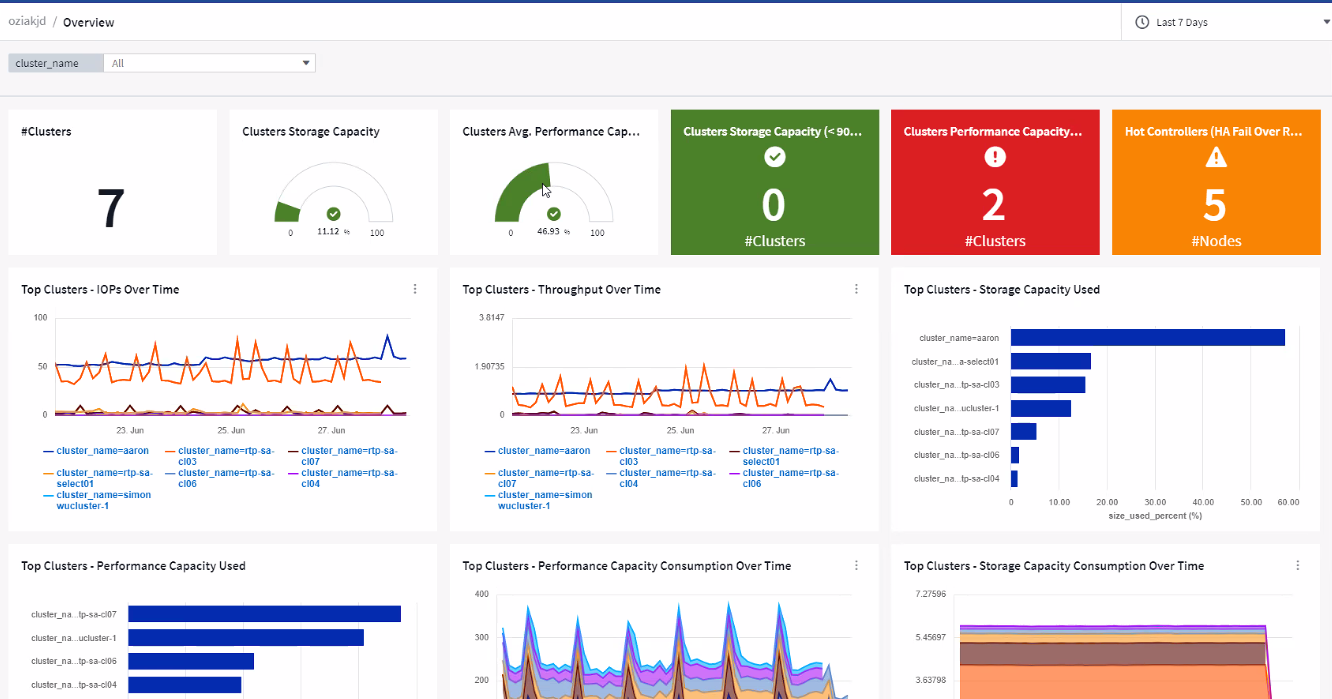 oziakjd / Overview
Last 7 Days
cluster_name All
#Clusters
7
Clusters Storage Capacity
0 11.12 % 100
Clusters Avg. Performance Cap...
0 46.93 % 100
Clusters Storage Capacity (< 90...
0
#Clusters
Clusters Performance Capacity...
2
#Clusters
Hot Controllers (HA Fail Over R...
5
#Nodes
Top Clusters - IOPs Over Time
100
50
0
23. Jun 25. Jun 27. Jun
cluster_name=aaron
cluster_name=rtp-sa-
cl03
cluster_name=rtp-sa-
cl07
cluster_name=rtp-sa-
select01
cluster_name=rtp-sa-
cl06
cluster_name=rtp-sa-
cl04
cluster_name=simon
wucluster-1
Top Clusters - Throughput Over Time
3.8147
1.90735
0
23. Jun 25. Jun 27. Jun
cluster_name=aaron
cluster_name=rtp-sa-
cl03
cluster_name=rtp-sa-
select01
cluster_name=rtp-sa-
cl07
cluster_name=rtp-sa-
cl04
cluster_name=rtp-sa-
cl06
cluster_name=simon
wucluster-1
Top Clusters - Storage Capacity Used
cluster_name=aaron
cluster_na...a-select01
cluster_na...tp-sa-cl03
cluster_na...ucluster-1
cluster_na...tp-sa-cl07
cluster_na...tp-sa-cl06
cluster_na...tp-sa-cl04
0 10.00 20.00 30.00 40.00 50.00 60.00
size_used_percent (%)
Top Clusters - Performance Capacity Used
cluster_na...tp-sa-cl07
cluster_na...ucluster-1
cluster_na...tp-sa-cl06
cluster_na...tp-sa-cl04
Top Clusters - Performance Capacity Consumption Over Time
400
300
200
Top Clusters - Storage Capacity Consumption Over Time
7.27596
5.45697
3.63798